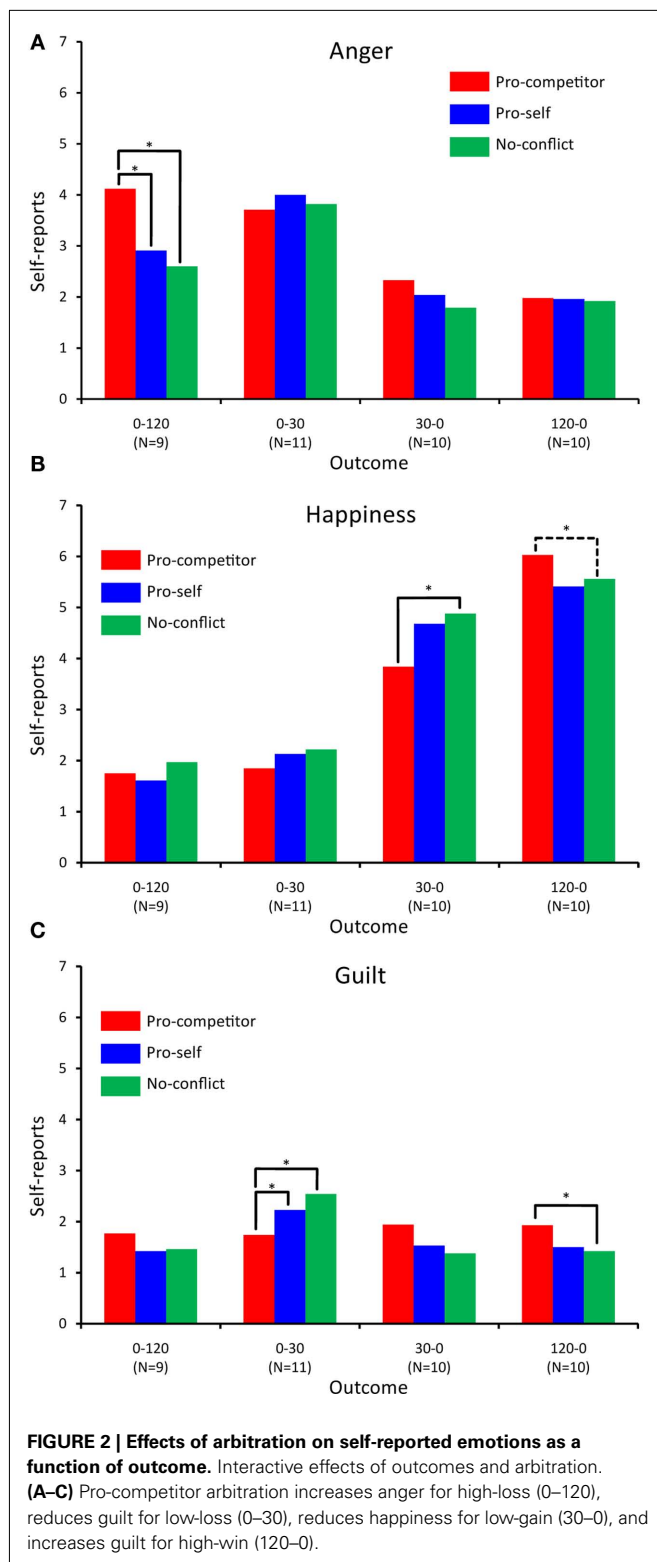 A
Anger
7
6
5
4
3
2
1
0
Self-reports
Pro-competitor
Pro-self
No-conflict
*
*
0-120 0-30 30-0 120-0
(N=9) (N=11) (N=10) (N=10)
Outcome
B
Happiness
7
6
5
4
3
2
1
0
Self-reports
Pro-competitor
Pro-self
No-conflict
*
*
0-120 0-30 30-0 120-0
(N=9) (N=11) (N=10) (N=10)
Outcome
C
Guilt
7
6
5
4
3
2
1
0
Self-reports
Pro-competitor
Pro-self
No-conflict
*
*
*
0-120 0-30 30-0 120-0
(N=9) (N=11) (N=10) (N=10)
Outcome
FIGURE 2 | Effects of arbitration on self-reported emotions as a
function of outcome. Interactive effects of outcomes and arbitration.
(A–C) Pro-competitor arbitration increases anger for high-loss (0–120),
reduces guilt for low-loss (0–30), reduces happiness for low-gain (30–0), and
increases guilt for high-win (120–0).